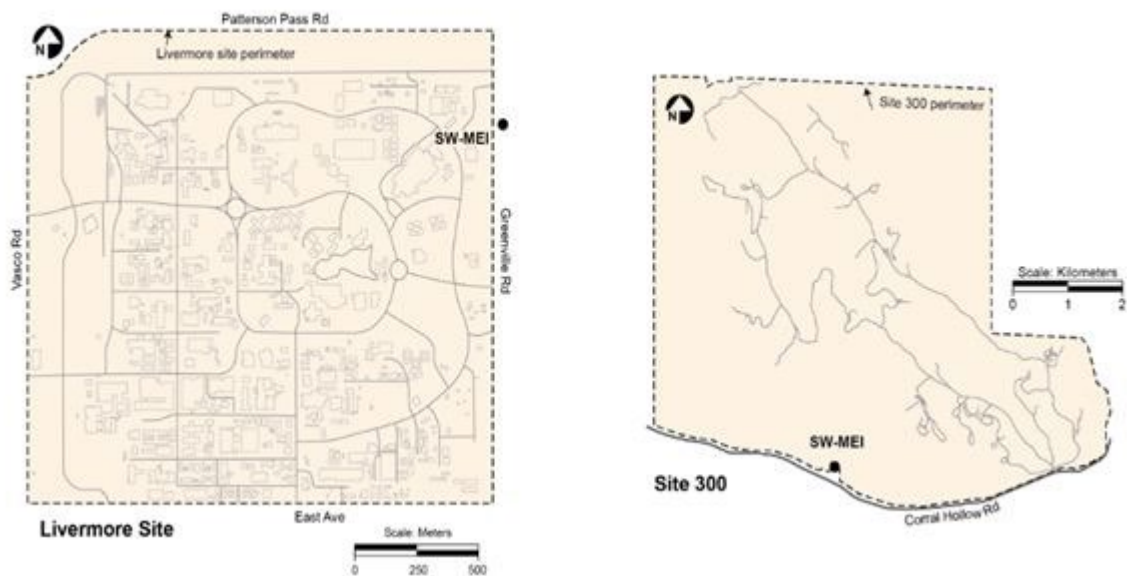 Patterson Pass Rd
N
Livermore site perimeter
SW-MEI
Vasco Rd
Greenville Rd
East Ave
Livermore Site
Scale: Meters
0 250 500
N
Site 300 perimeter
Scale: Kilometers
0 1 2
SW-MEI
Site 300
Corral Hollow Rd